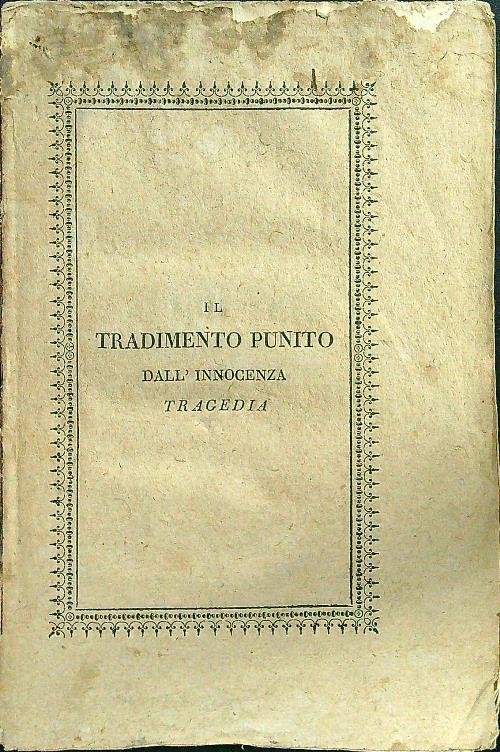 IL
TRADIMENTO PUNITO
DALL' INNOCENZA
TRAGEDIA